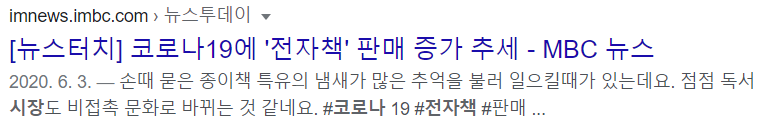 imnews.imbc.com › 뉴스투데이
[뉴스터치] 코로나19에 '전자책' 판매 증가 추세 - MBC 뉴스
2020. 6. 3. — 손때 묻은 종이책 특유의 냄새가 많은 추억을 불러 일으킬때가 있는데요. 점점 독서
시장도 비접촉 문화로 바뀌는 것 같네요. #코로나 19 #전자책 #판매 ...